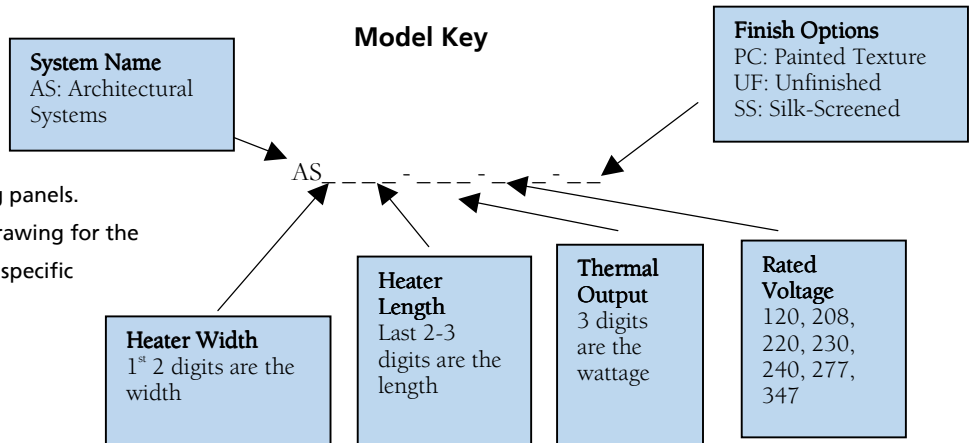 Model Key
System Name
AS: Architectural
Systems
Finish Options
PC: Painted Texture
UF: Unfinished
SS: Silk-Screened
AS_ _ _ _ - _ _ _ - _ _ - _ _
g panels.
rawing for the
specific
Heater Width
1st 2 digits are the
width
Heater
Length
Last 2-3
digits are the
length
Thermal
Output
3 digits
are the
wattage
Rated
Voltage
120, 208,
220, 230,
240, 277,
347